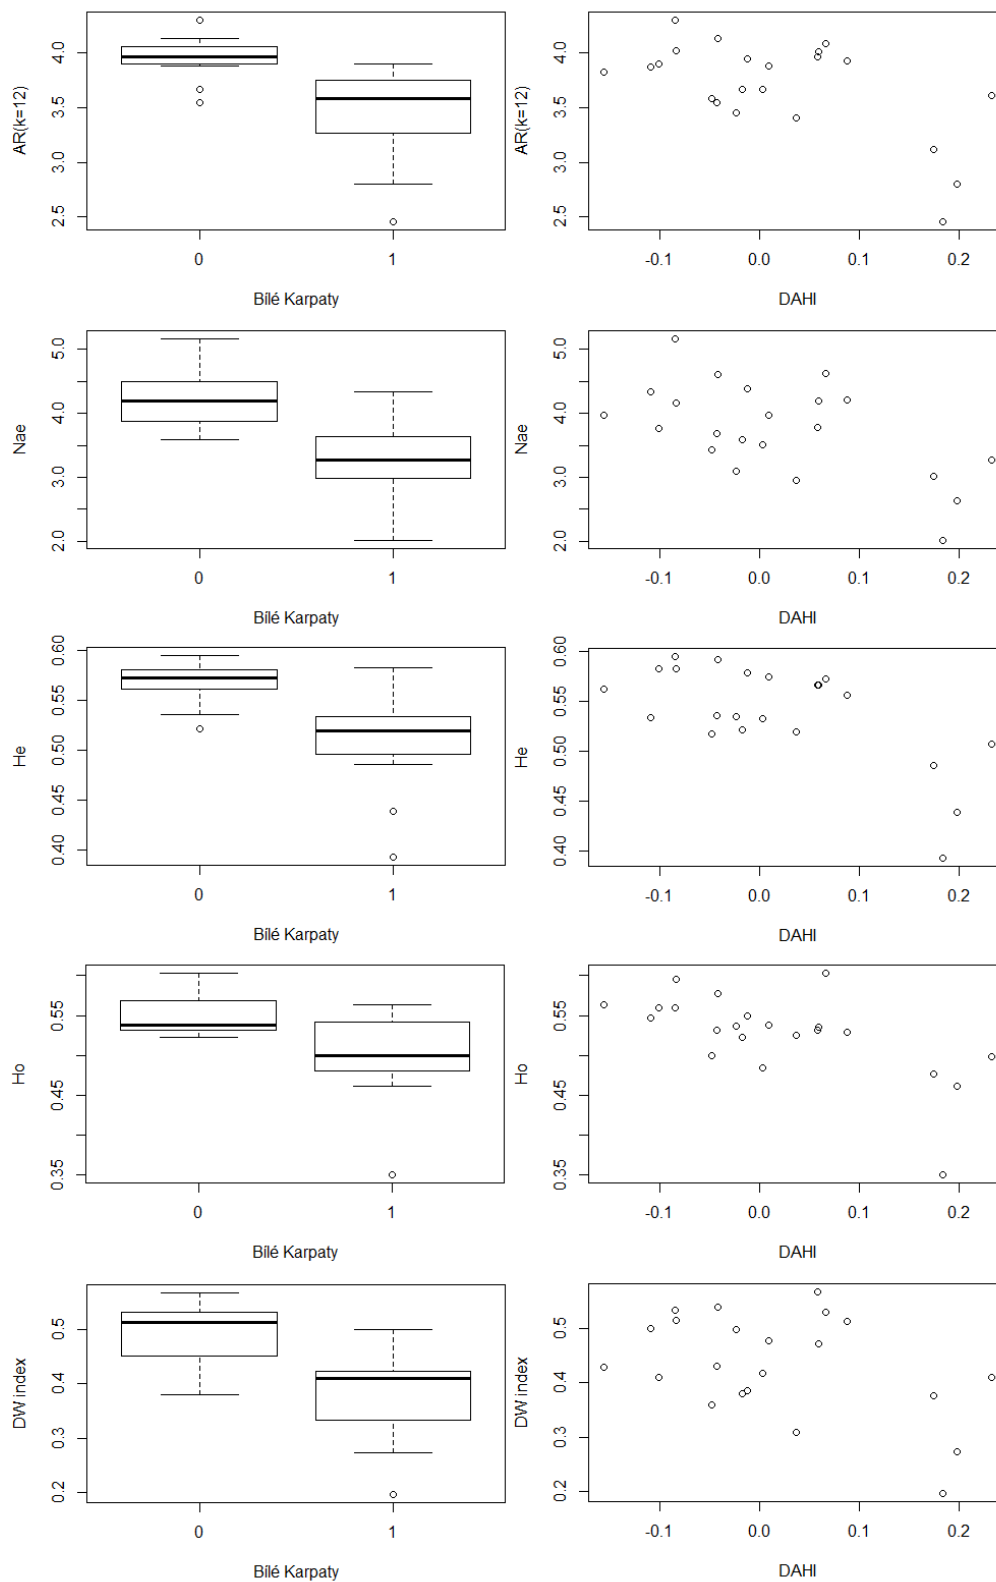 AR(k=12)
2.5 3.0 3.5 4.0
0 1
Bílé Karpaty
AR(k=12)
2.5 3.0 3.5 4.0
-0.1 0.0 0.1 0.2
DAHI
Nae
2.0 3.0 4.0 5.0
0 1
Bílé Karpaty
Nae
2.0 3.0 4.0 5.0
-0.1 0.0 0.1 0.2
DAHI
He
0.40 0.45 0.50 0.55 0.60
0 1
Bílé Karpaty
He
0.40 0.45 0.50 0.55 0.60
-0.1 0.0 0.1 0.2
DAHI
Ho
0.35 0.45 0.55
0 1
Bílé Karpaty
Ho
0.35 0.45 0.55
-0.1 0.0 0.1 0.2
DAHI
DW index
0.2 0.3 0.4 0.5
0 1
Bílé Karpaty
DW index
0.2 0.3 0.4 0.5
-0.1 0.0 0.1 0.2
DAHI